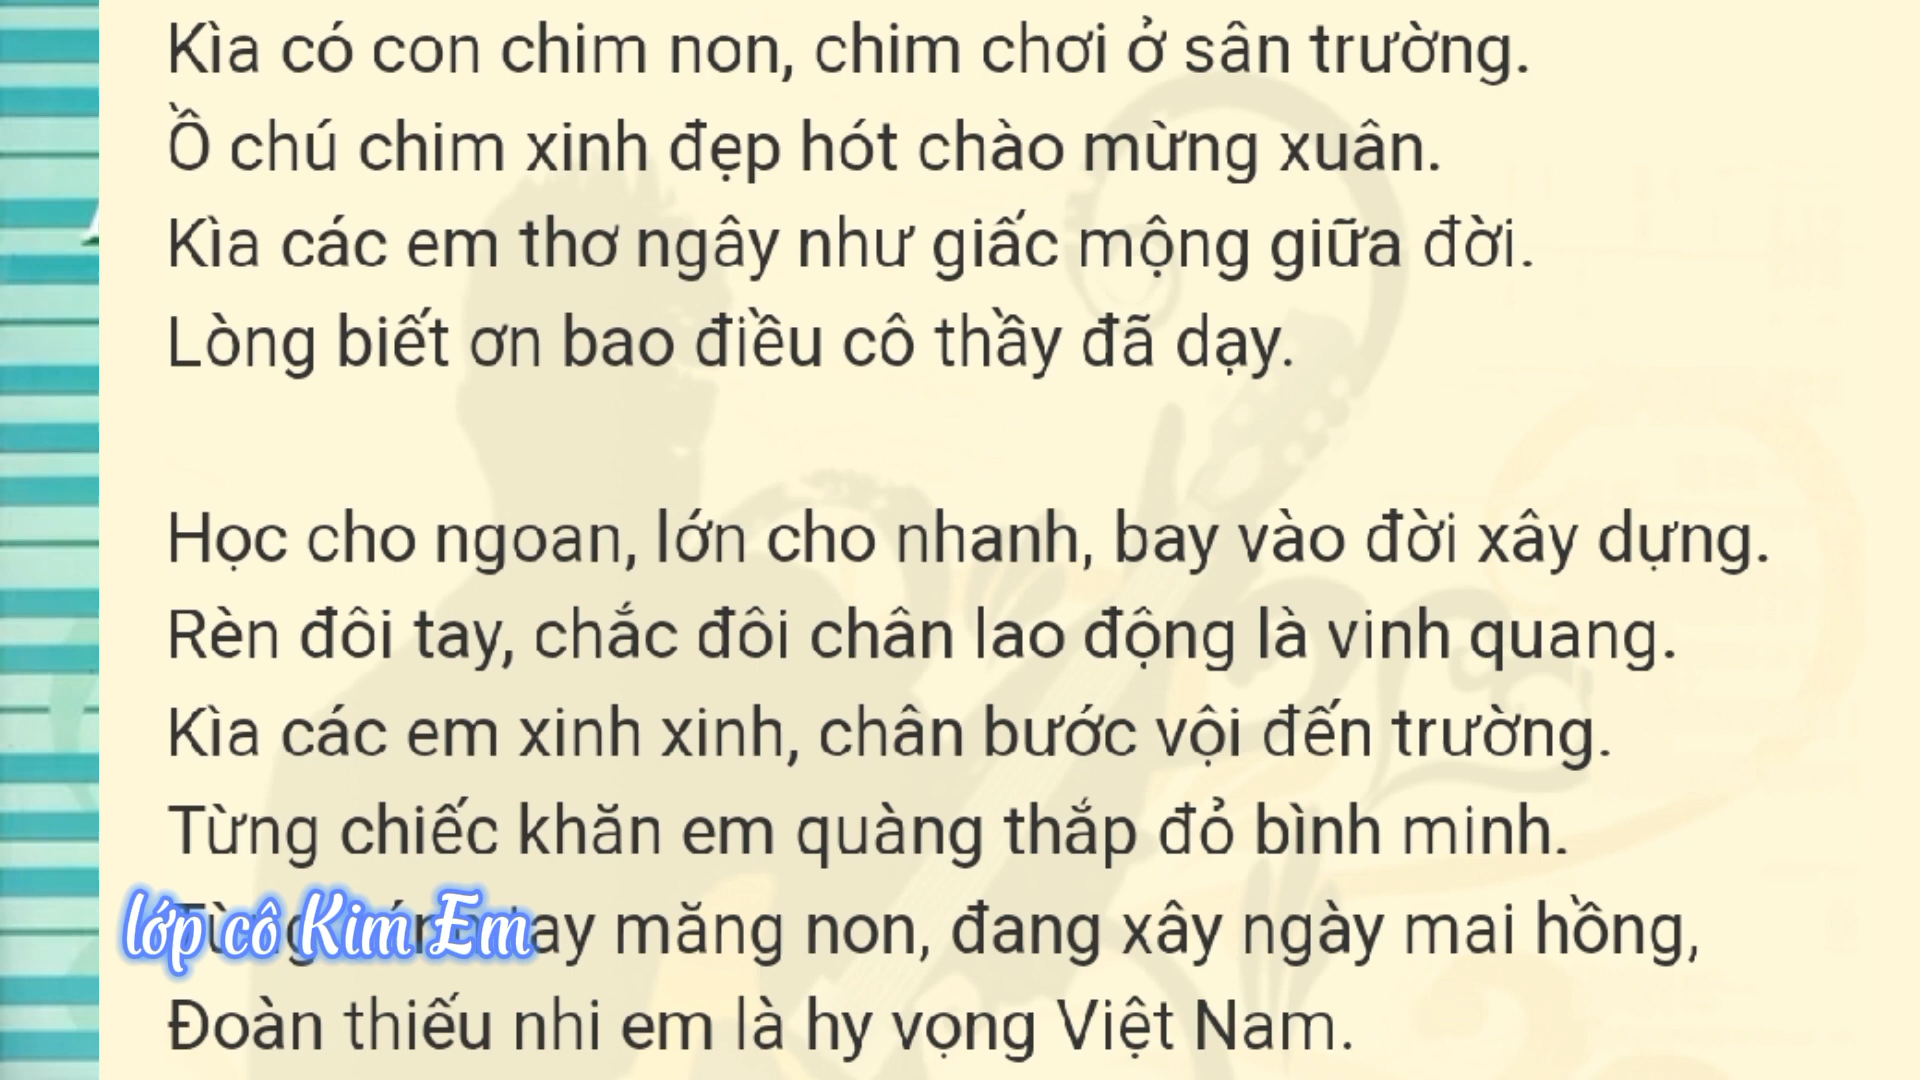 Kìa có con chim non, chim chơi ở sân trường.
Ồ chú chim xinh đẹp hót chào mừng xuân.
Kìa các em thơ ngây như giấc mộng giữa đời.
Lòng biết ơn bao điều cô thầy đã dạy.
Học cho ngoan, lớn cho nhanh, bay vào đời xây dựng.
Rèn đôi tay, chắc đôi chân lao động là vinh quang.
Kìa các em xinh xinh, chân bước vội đến trường.
Từng chiếc khăn em quàng thắp đỏ bình minh.
Từng tay măng non, đang xây ngày mai hồng,
lớp cô Kim Em
Đoàn thiếu nhi em là hy vọng Việt Nam.